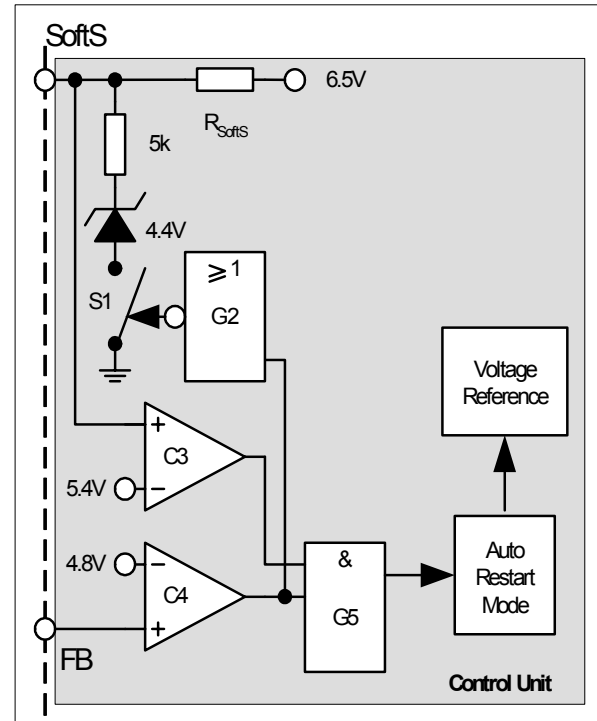 SoftS
6.5V
R_SoftS
5k
4.4V
≥1
S1
G2
Voltage
Reference
+
C3
5.4V
−
4.8V
−
&
C4
Auto
Restart
Mode
G5
+
FB
Control Unit